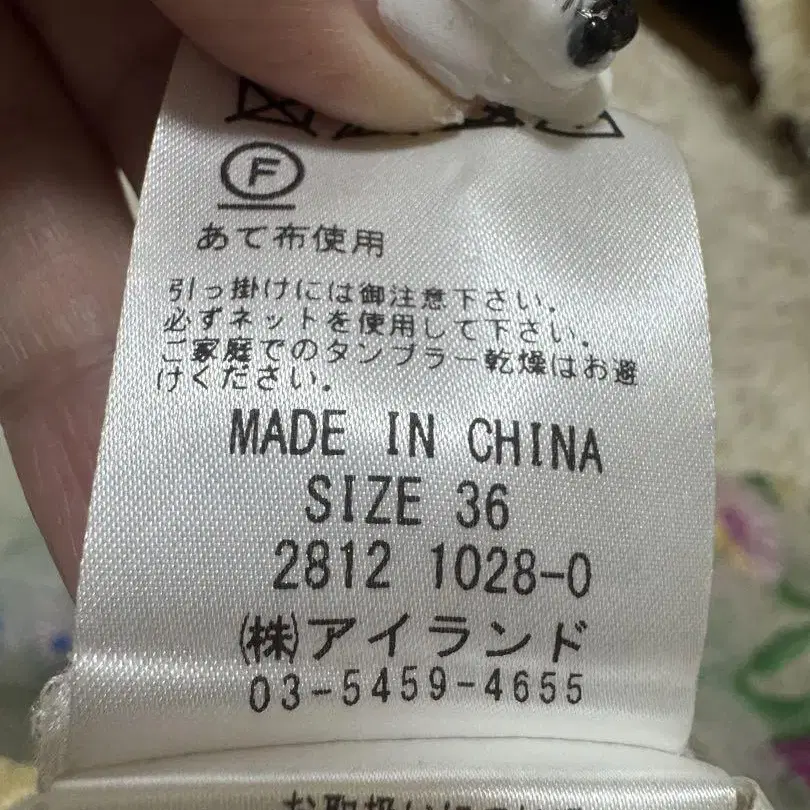 F
あて布使用
引っ掛けには御注意下さい.
必ずネットを使用して下さい.
ご家庭でのタンブラー乾燥はお避
けください.
MADE IN CHINA
SIZE 36
2812 1028-0
(株)アイランド
03-5459-4655